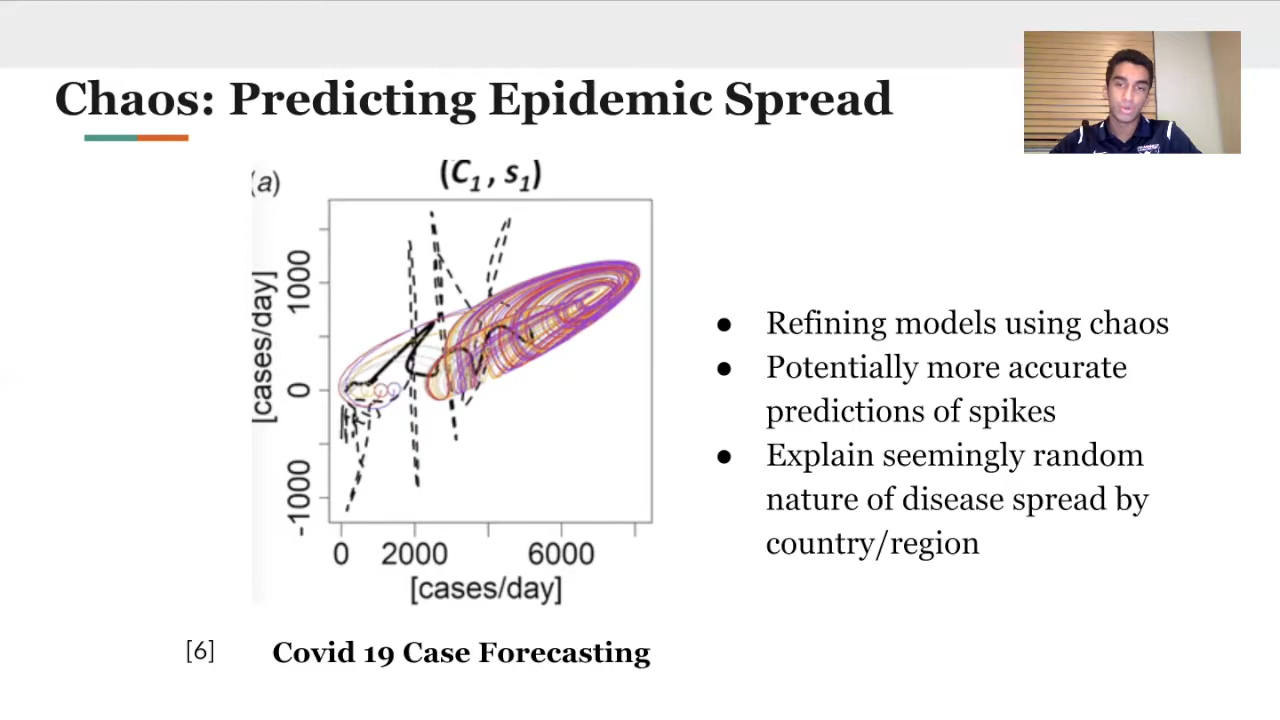 Chaos: Predicting Epidemic Spread
(a)
(C₁, s₁)
[cases/day]
1000
0
-1000
0 2000 6000
[cases/day]
● Refining models using chaos
● Potentially more accurate
predictions of spikes
● Explain seemingly random
nature of disease spread by
country/region
[6] Covid 19 Case Forecasting